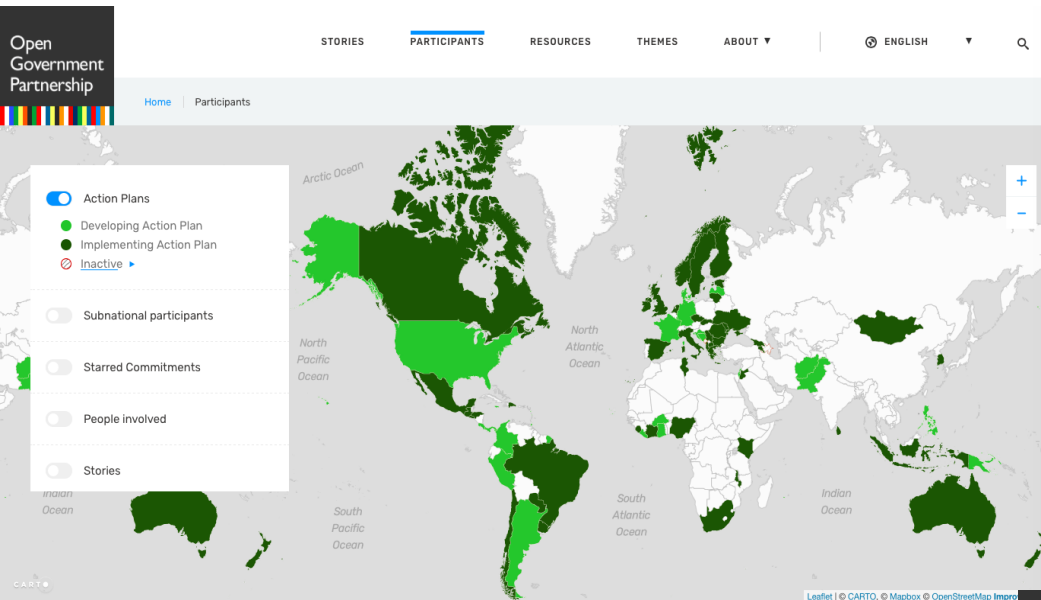 Open
Government
Partnership
STORIES
PARTICIPANTS
RESOURCES
THEMES
ABOUT ▼
ENGLISH ▼
Home
Participants
Action Plans
Developing Action Plan
Implementing Action Plan
Inactive ▸
Subnational participants
Starred Commitments
People involved
Stories
+
−
Arctic Ocean
North
Pacific
Ocean
North
Atlantic
Ocean
Indian
Ocean
South
Pacific
Ocean
South
Atlantic
Ocean
Indian
Ocean
CARTO
Leaflet | © CARTO, © Mapbox © OpenStreetMap Impro